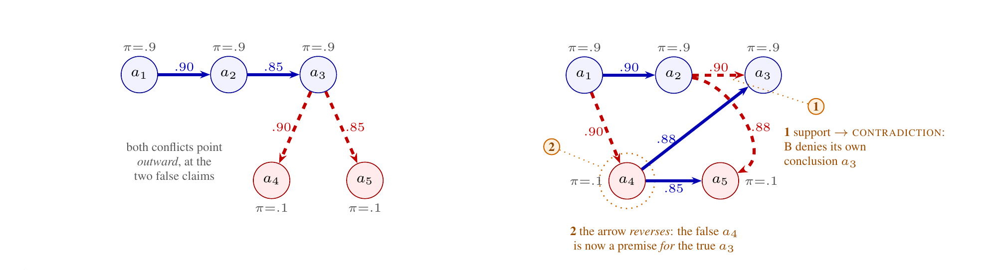 π=.9 π=.9 π=.9
a₁ .90 a₂ .85 a₃
.90 .85
both conflicts point
outward, at the
two false claims
a₄ a₅
π=.1 π=.1
π=.9 π=.9 π=.9
a₁ .90 a₂ .90 a₃
1
.90 .88 .88
2
1 support → CONTRADICTION:
B denies its own
conclusion a₃
π=.1 a₄ .85 a₅ π=.1
2 the arrow reverses: the false a₄
is now a premise for the true a₃